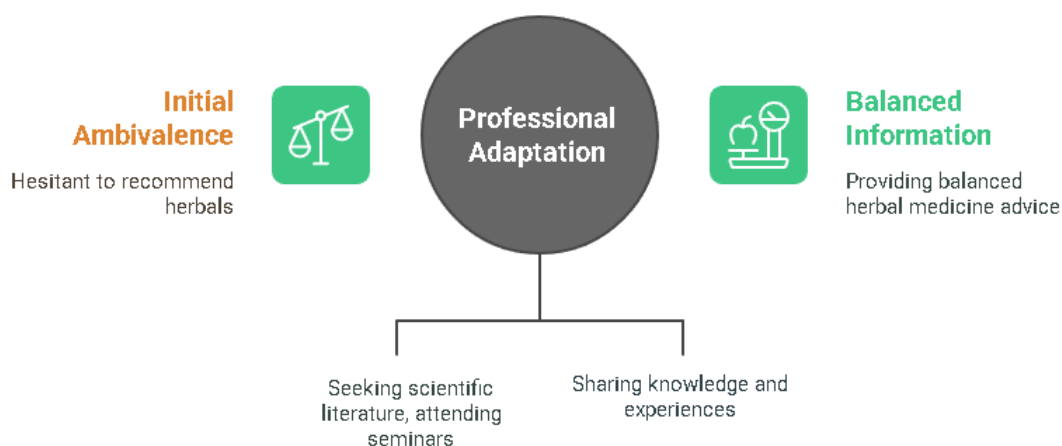 Initial
Ambivalence
Hesitant to recommend
herbals
Professional
Adaptation
Balanced
Information
Providing balanced
herbal medicine advice
Seeking scientific
literature, attending
seminars
Sharing knowledge and
experiences